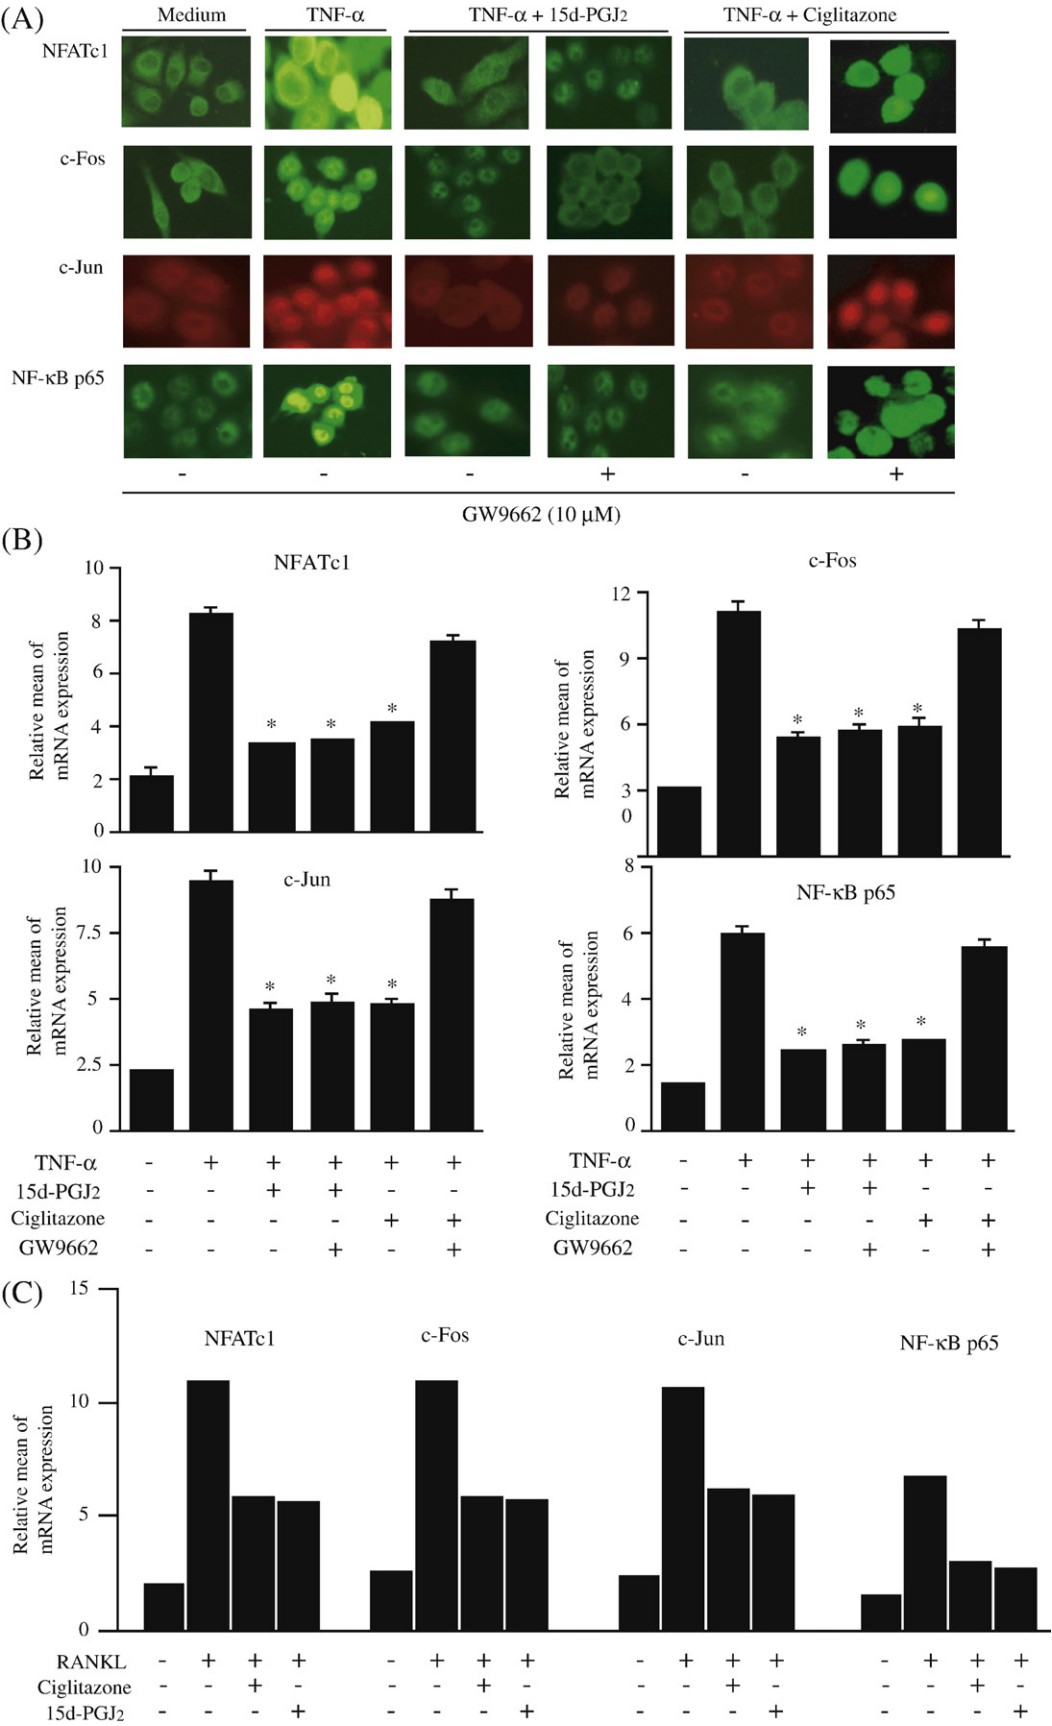 (A)
Medium TNF-α TNF-α + 15d-PGJ2 TNF-α + Ciglitazone
NFATc1
c-Fos
c-Jun
NF-κB p65
- - - + - +
GW9662 (10 μM)
(B)
NFATc1
10
8
6
4
2
0
Relative mean of
mRNA expression
* * *
c-Fos
12
9
6
3
0
Relative mean of
mRNA expression
* * *
c-Jun
10
7.5
5
2.5
0
Relative mean of
mRNA expression
* * *
NF-κB p65
8
6
4
2
0
Relative mean of
mRNA expression
* * *
TNF-α - + + + + +
15d-PGJ2 - - + + - -
Ciglitazone - - - - + +
GW9662 - - - + - +
TNF-α - + + + + +
15d-PGJ2 - - + + - -
Ciglitazone - - - - + +
GW9662 - - - + - +
(C)
15
10
5
0
Relative mean of
mRNA expression
NFATc1 c-Fos c-Jun NF-κB p65
RANKL - + + + - + + + - + + + - + + +
Ciglitazone - - + - - - + - - - + - - - + -
15d-PGJ2 - - - + - - - + - - - + - - - +